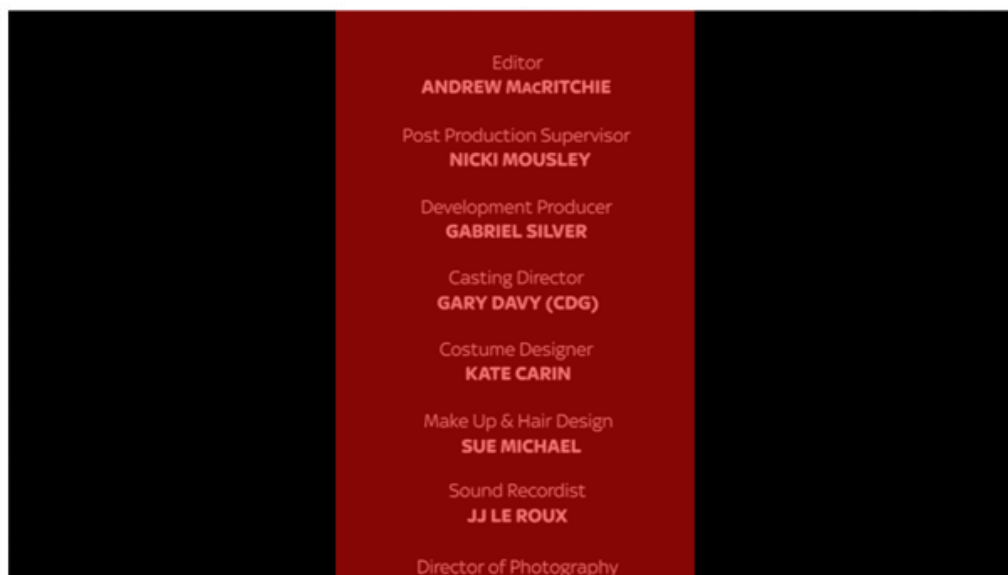 Editor
ANDREW MACRITCHIE
Post Production Supervisor
NICKI MOUSLEY
Development Producer
GABRIEL SILVER
Casting Director
GARY DAVY (CDG)
Costume Designer
KATE CARIN
Make Up & Hair Design
SUE MICHAEL
Sound Recordist
JJ LE ROUX
Director of Photography